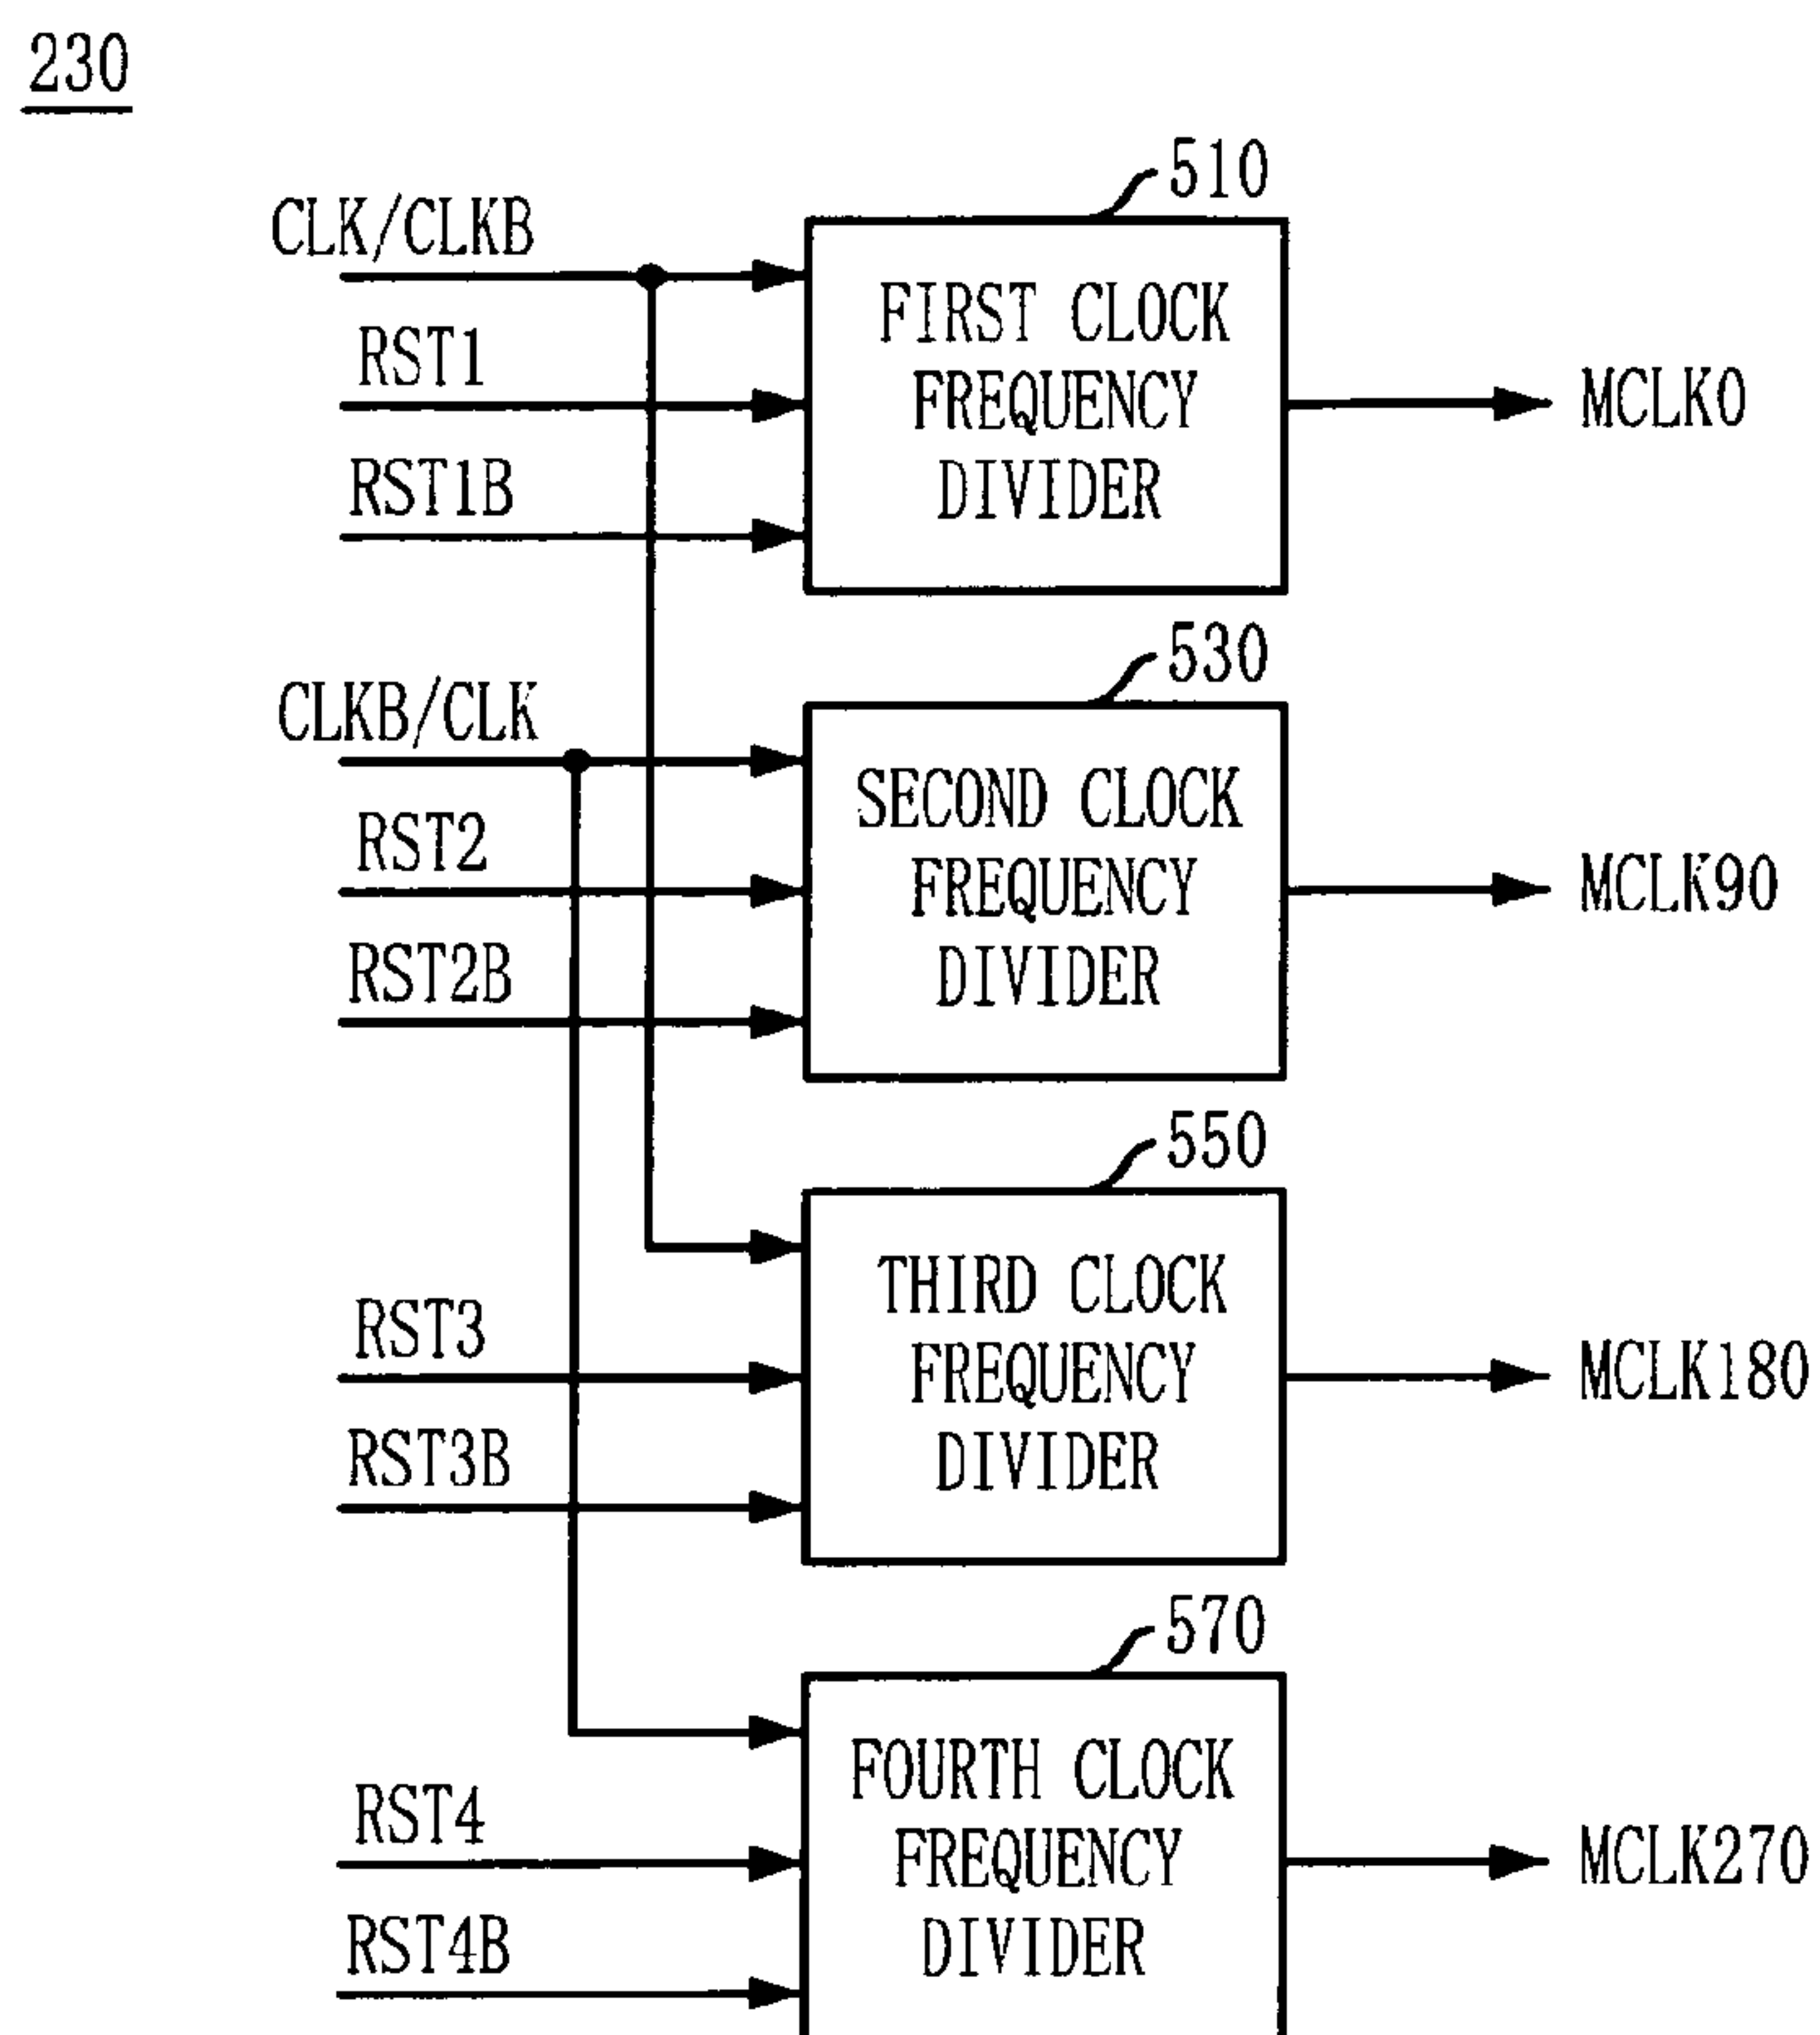 230
510
CLK/CLKB
RST1
RST1B
FIRST CLOCK
FREQUENCY
DIVIDER
MCLK0
530
CLKB/CLK
RST2
RST2B
SECOND CLOCK
FREQUENCY
DIVIDER
MCLK90
550
THIRD CLOCK
FREQUENCY
DIVIDER
RST3
RST3B
MCLK180
570
FOURTH CLOCK
FREQUENCY
DIVIDER
RST4
RST4B
MCLK270